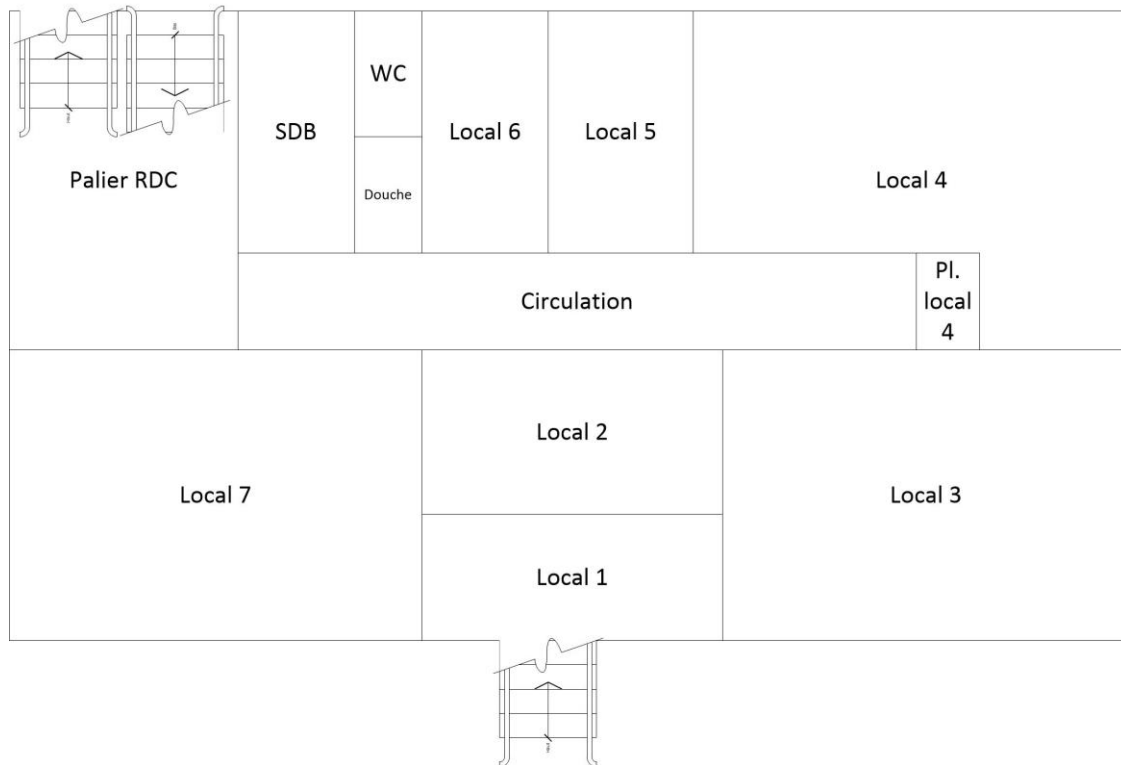 WC
SDB
Local 6
Local 5
Palier RDC
Douche
Local 4
Circulation
Pl.
local
4
Local 2
Local 7
Local 3
Local 1